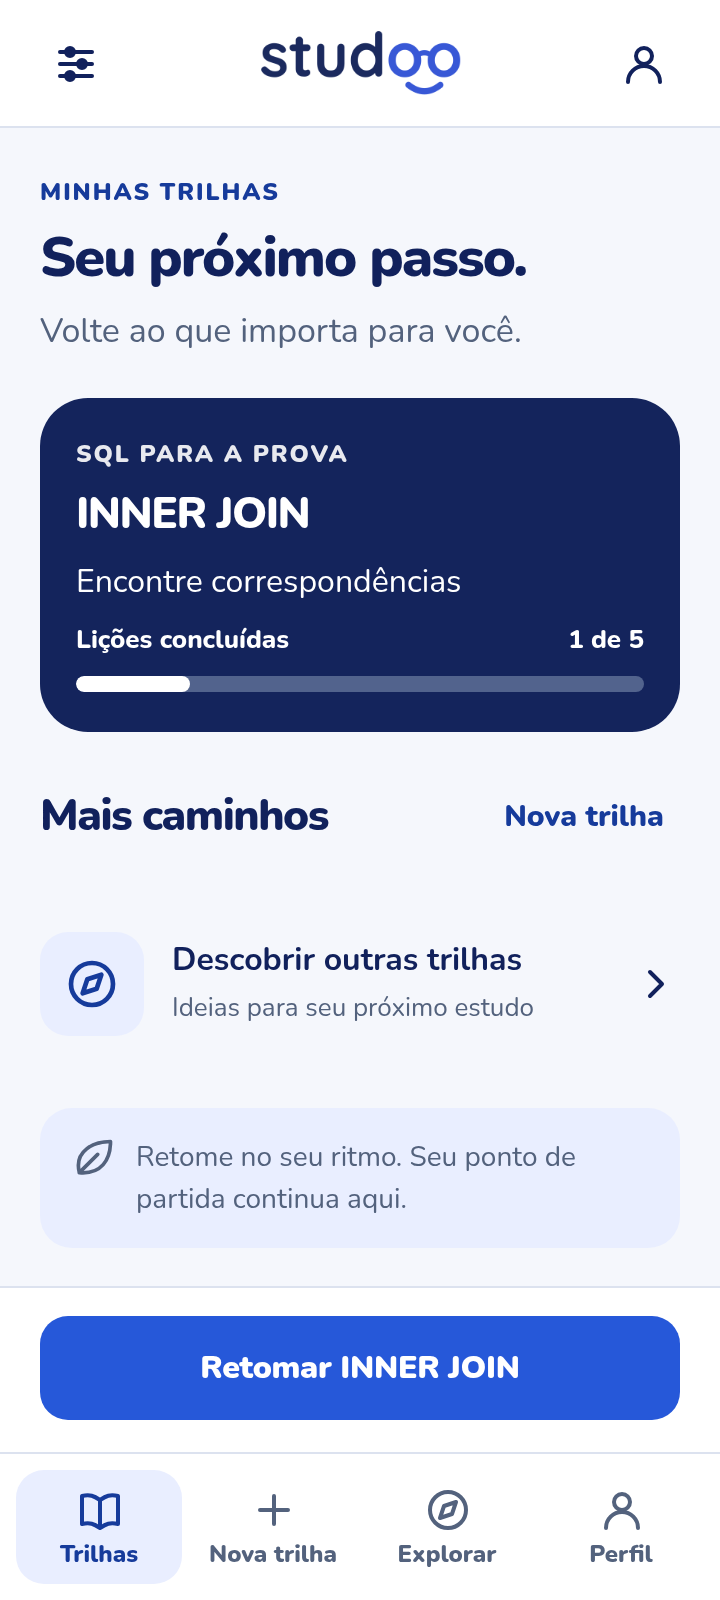 studoo
MINHAS TRILHAS
Seu próximo passo.
Volte ao que importa para você.
SQL PARA A PROVA
INNER JOIN
Encontre correspondências
Lições concluídas 1 de 5
Mais caminhos Nova trilha
Descobrir outras trilhas
Ideias para seu próximo estudo
Retome no seu ritmo. Seu ponto de
partida continua aqui.
Retomar INNER JOIN
Trilhas Nova trilha Explorar Perfil